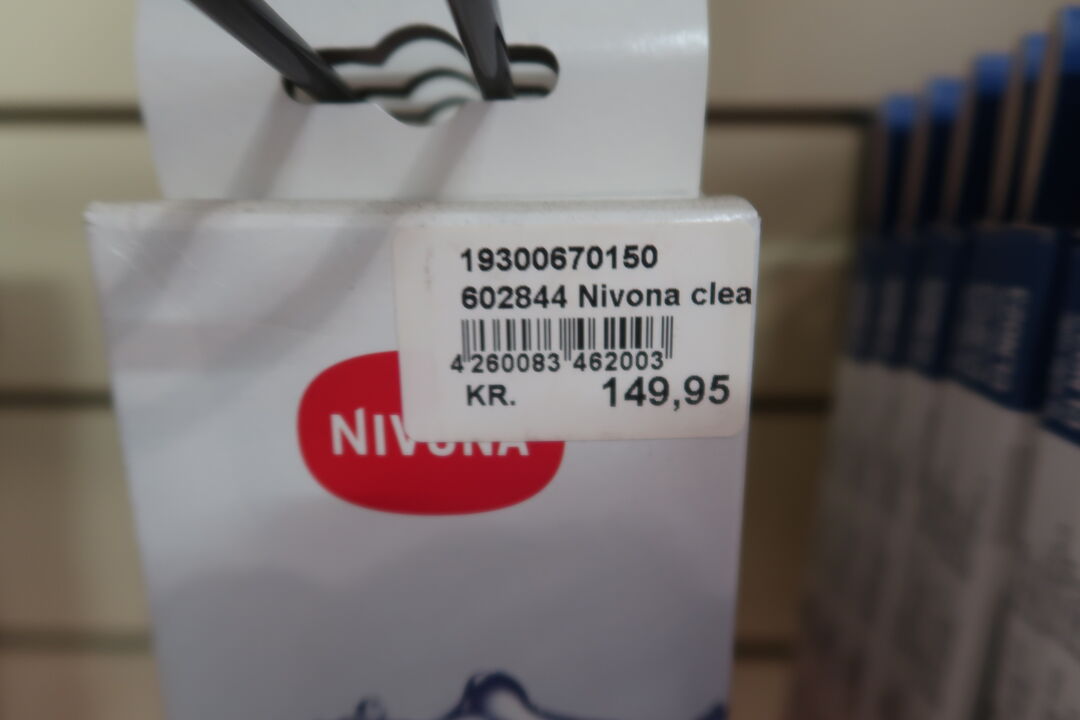 19300670150
602844 Nivona clea
4 260083 462003
KR. 149,95
NIVONA